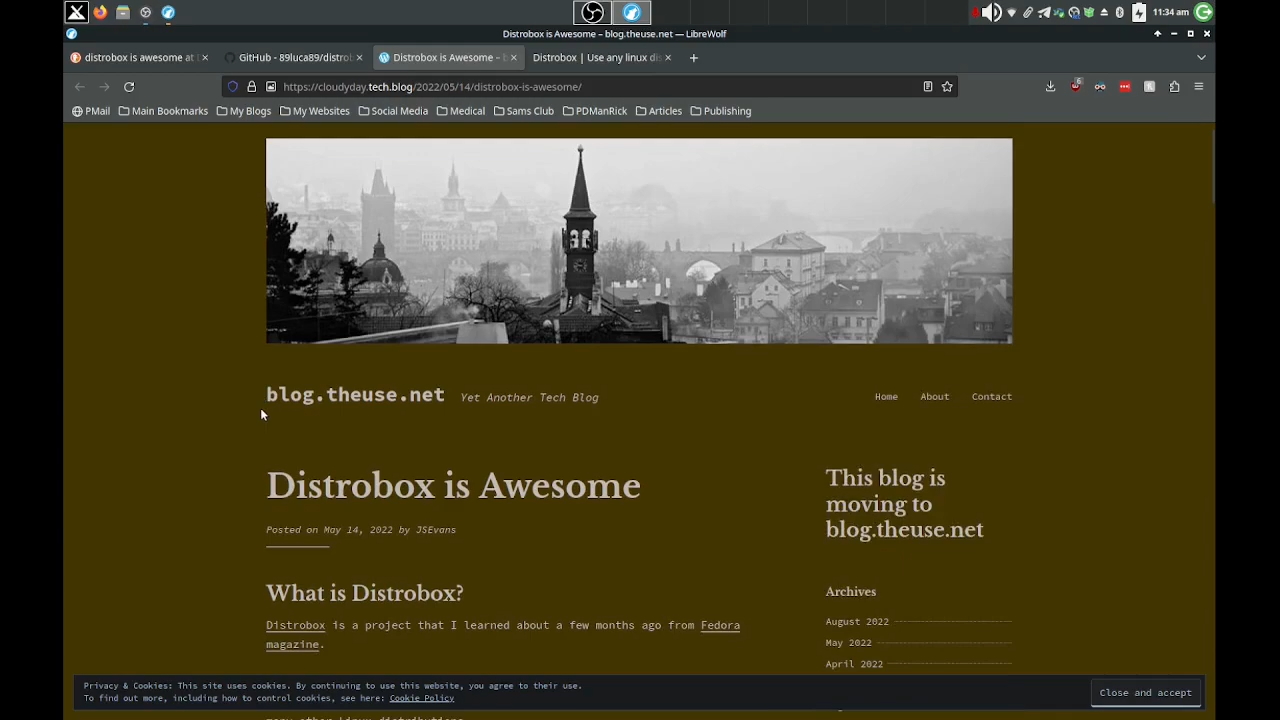 11:34 am
Distrobox is Awesome – blog.theuse.net — LibreWolf
distrobox is awesome at
GitHub - 89luca89/distro
Distrobox is Awesome –
Distrobox | Use any linux dis
https://cloudyday.tech.blog/2022/05/14/distrobox-is-awesome/
6
PMail Main Bookmarks My Blogs My Websites Social Media Medical Sams Club PDManRick Articles Publishing
blog.theuse.net Yet Another Tech Blog
Home About Contact
Distrobox is Awesome
Posted on May 14, 2022 by JSEvans
What is Distrobox?
Distrobox is a project that I learned about a few months ago from Fedora
magazine.
This blog is
moving to
blog.theuse.net
Archives
August 2022
May 2022
April 2022
Privacy & Cookies: This site uses cookies. By continuing to use this website, you agree to their use.
To find out more, including how to control cookies, see here: Cookie Policy
Close and accept
many other Linux distributions